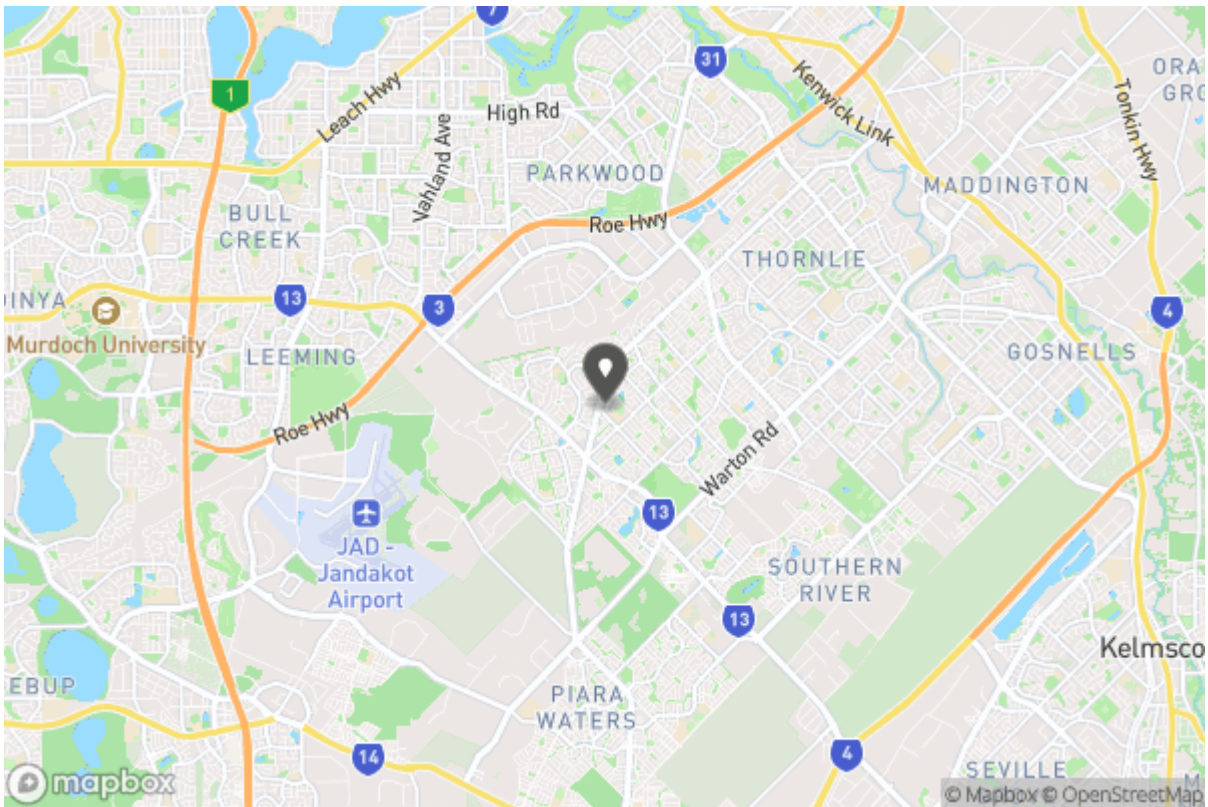 7
1
31
ORA
GRO
Leach Hwy
High Rd
Kenwick Link
Tonkin Hwy
Vahland Ave
PARKWOOD
MADDINGTON
BULL
CREEK
Roe Hwy
THORNLIE
DINYA
13
3
4
Murdoch University
LEEMING
GOSNELLS
Roe Hwy
Warton Rd
13
JAD -
Jandakot
Airport
SOUTHERN
RIVER
13
Kelmsco
EBUP
PIARA
WATERS
14
4
SEVILLE
M
mapbox
© Mapbox © OpenStreetMap